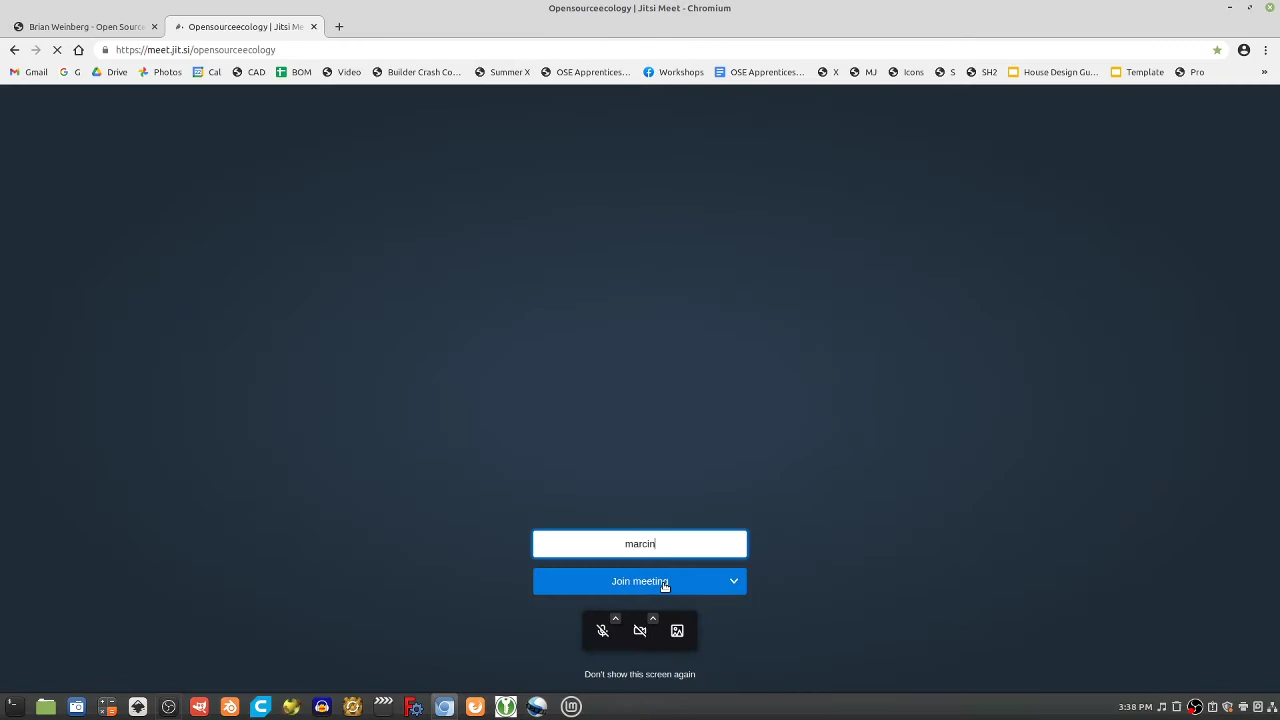 Opensourceecology | Jitsi Meet - Chromium
Brian Weinberg - Open Source
Opensourceecology | Jitsi Me
https://meet.jit.si/opensourceecology
Gmail G Drive Photos Cal CAD BOM Video Builder Crash Co... Summer X OSE Apprentices... Workshops OSE Apprentices... X MJ Icons S SH2 House Design Gu... Template Pro »
marcin
Join meeting
Don't show this screen again
3:38 PM